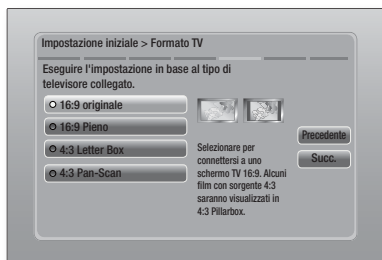 Impostazione iniziale > Formato TV
Eseguire l'impostazione in base al tipo di
televisore collegato.
16:9 originale
16:9 Pieno
4:3 Letter Box
4:3 Pan-Scan
Selezionare per
connettersi a uno
schermo TV 16:9. Alcuni
film con sorgente 4:3
saranno visualizzati in
4:3 Pillarbox.
Precedente
Succ.